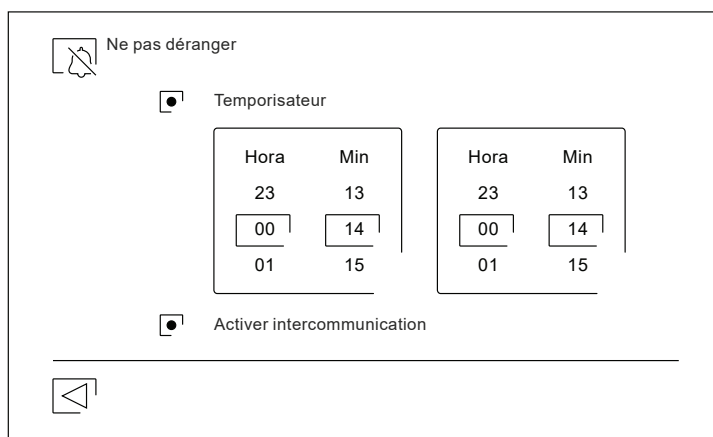 Ne pas déranger
Temporisateur
Hora Min Hora Min
23 13 23 13
00 14 00 14
01 15 01 15
Activer intercommunication